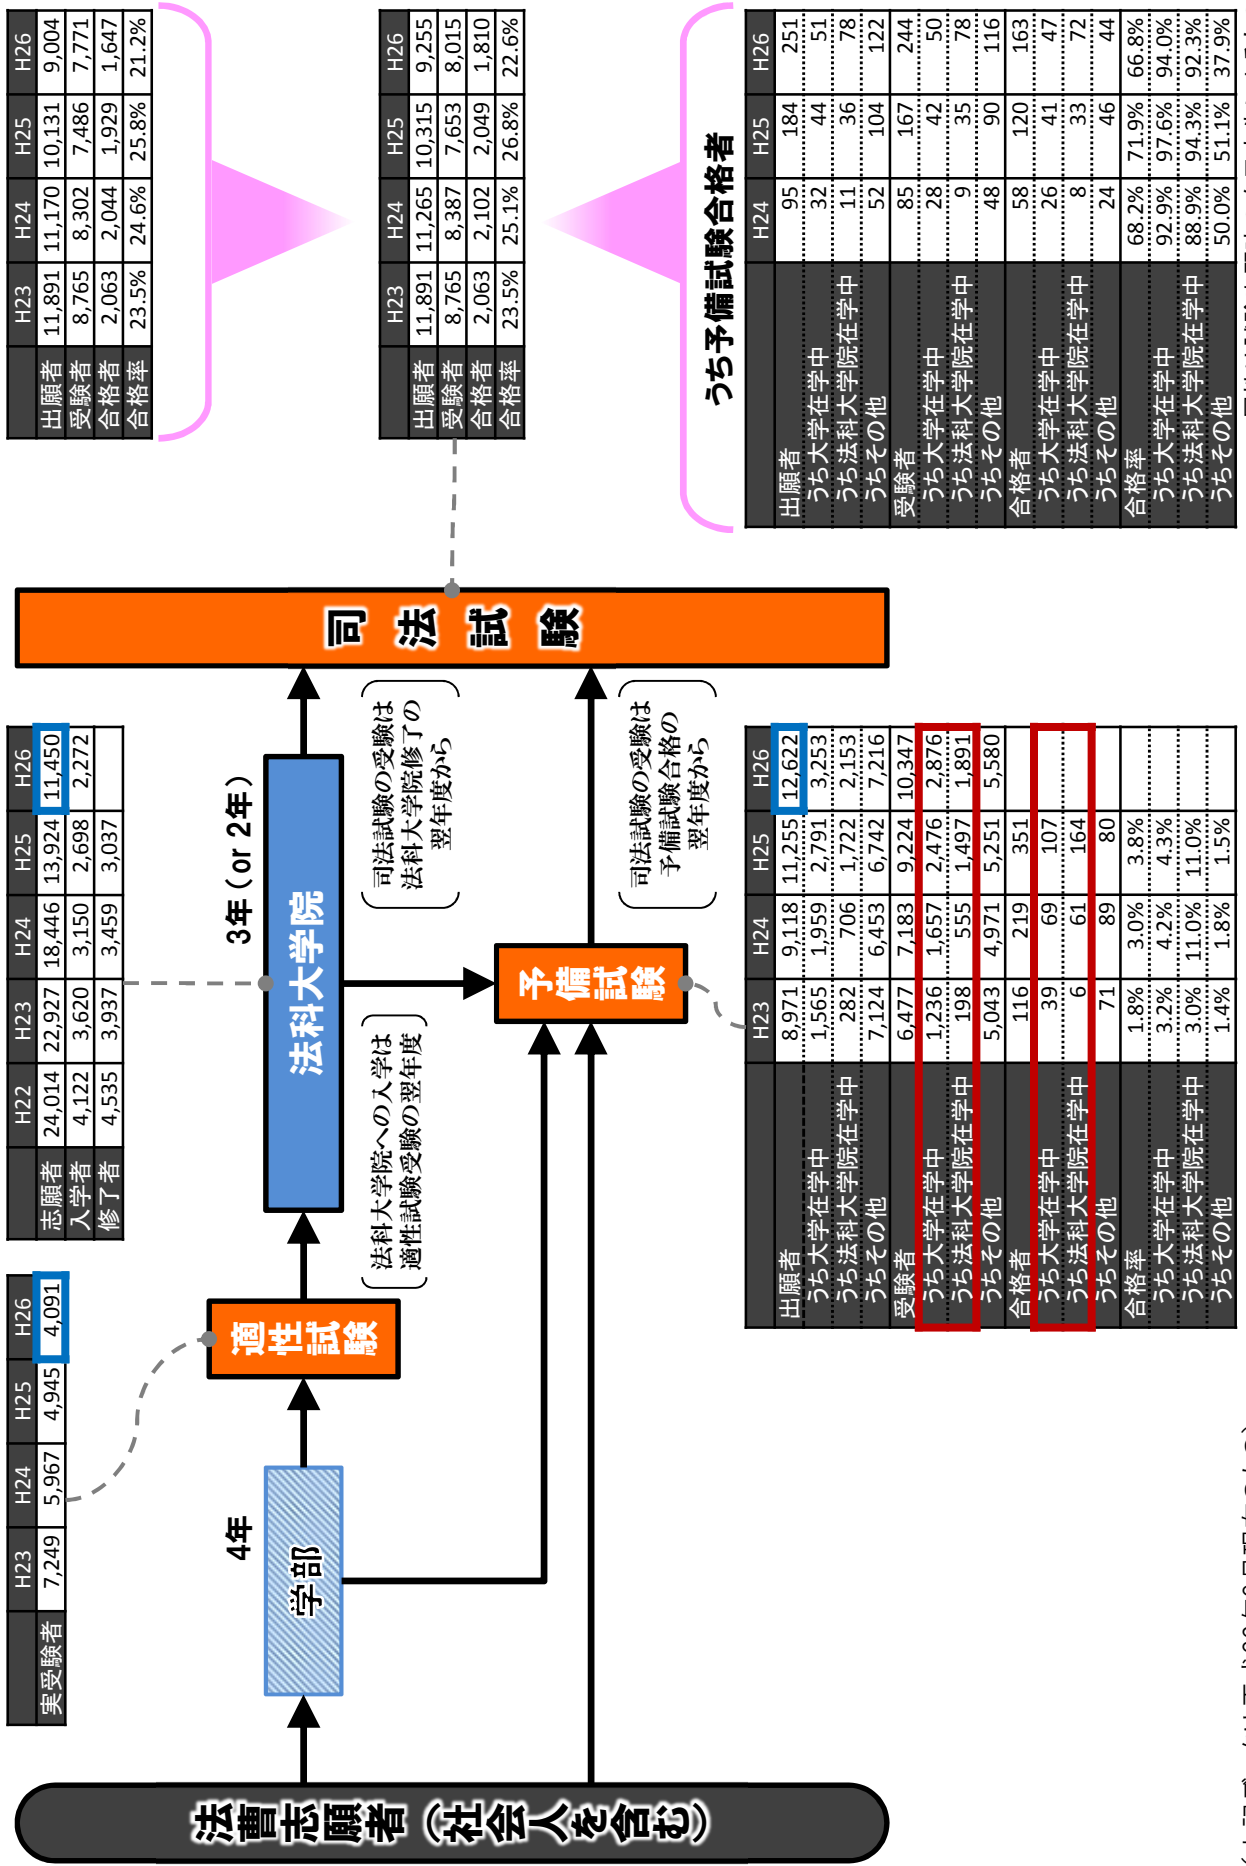 H23 H24 H25 H26
実受験者 7,249 5,967 4,945 4,091
H22 H23 H24 H25 H26
志願者 24,014 22,927 18,446 13,924 11,450
入学者 4,122 3,620 3,150 2,698 2,272
修了者 4,535 3,937 3,459 3,037
H23 H24 H25 H26
出願者 11,891 11,170 10,131 9,004
受験者 8,765 8,302 7,486 7,771
合格者 2,063 2,044 1,929 1,647
合格率 23.5% 24.6% 25.8% 21.2%
法曹志願者(社会人を含む)
4年
学部
適性試験
3年(or 2年)
法科大学院
法科大学院への入学は
適性試験受験の翌年度
司法試験の受験は
法科大学院修了の
翌年度から
予備試験
司法試験の受験は
予備試験合格の
翌年度から
司法試験
H23 H24 H25 H26
出願者 11,891 11,265 10,315 9,255
受験者 8,765 8,387 7,653 8,015
合格者 2,063 2,102 2,049 1,810
合格率 23.5% 25.1% 26.8% 22.6%
H23 H24 H25 H26
出願者 8,971 9,118 11,255 12,622
うち大学在学中 1,565 1,959 2,791 3,253
うち法科大学院在学中 282 706 1,722 2,153
うちその他 7,124 6,453 6,742 7,216
受験者 6,477 7,183 9,224 10,347
うち大学在学中 1,236 1,657 2,476 2,876
うち法科大学院在学中 198 555 1,497 1,891
うちその他 5,043 4,971 5,251 5,580
合格者 116 219 351
うち大学在学中 39 69 107
うち法科大学院在学中 6 61 164
うちその他 71 89 80
合格率 1.8% 3.0% 3.8%
うち大学在学中 3.2% 4.2% 4.3%
うち法科大学院在学中 3.0% 11.0% 11.0%
うちその他 1.4% 1.8% 1.5%
うち予備試験合格者
H24 H25 H26
出願者 95 184 251
うち大学在学中 32 44 51
うち法科大学院在学中 11 36 78
うちその他 52 104 122
受験者 85 167 244
うち大学在学中 28 42 50
うち法科大学院在学中 9 35 78
うちその他 48 90 116
合格者 58 120 163
うち大学在学中 26 41 47
うち法科大学院在学中 8 33 72
うちその他 24 46 44
合格率 68.2% 71.9% 66.8%
うち大学在学中 92.9% 97.6% 94.0%
うち法科大学院在学中 88.9% 94.3% 92.3%
うちその他 50.0% 51.1% 37.9%